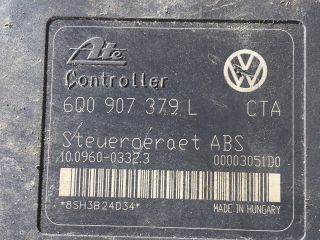 Ate
Controller
6Q0 907 379 L CTA
Steuergeraet ABS
10.0960-0332.3 00003051D0
*8SH3B24D34*
MADE IN HUNGARY